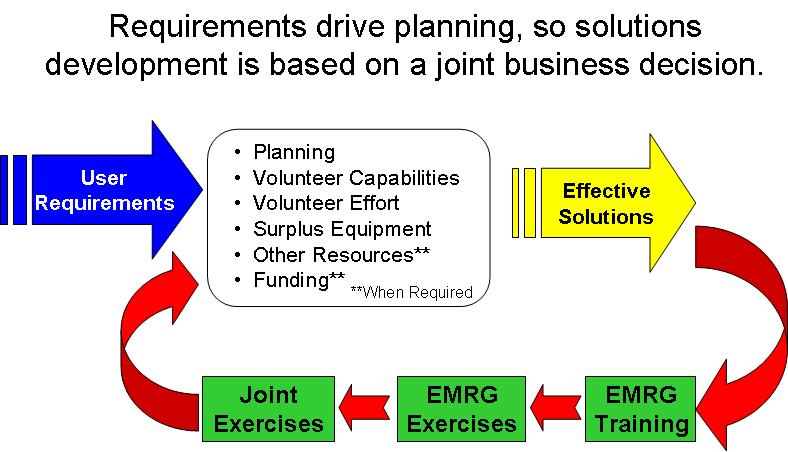 Requirements drive planning, so solutions
development is based on a joint business decision.
User
Requirements
• Planning
• Volunteer Capabilities
• Volunteer Effort
• Surplus Equipment
• Other Resources**
• Funding**
**When Required
Effective
Solutions
Joint
Exercises
EMRG
Exercises
EMRG
Training